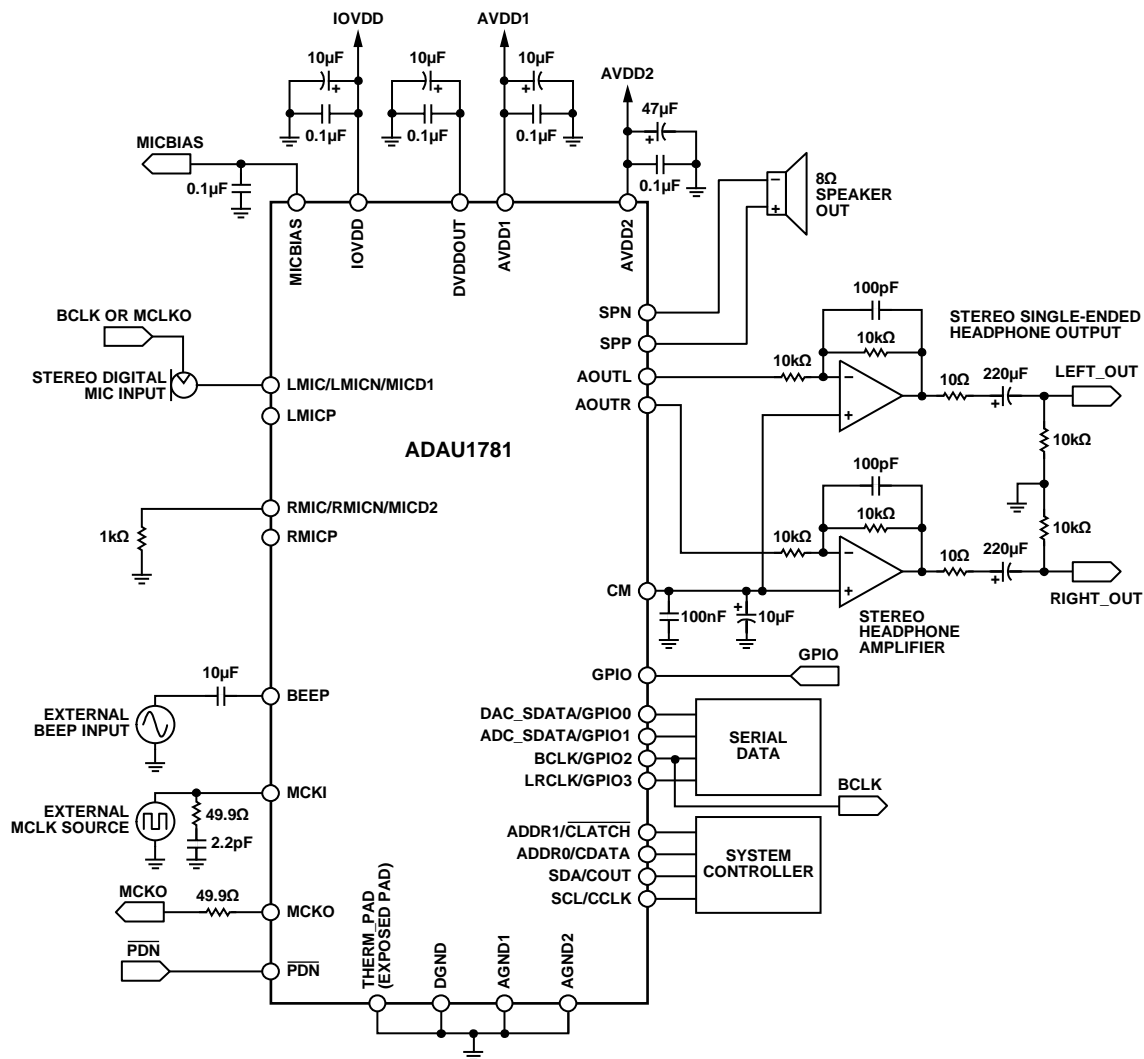 IOVDD
AVDD1
AVDD2
10µF
10µF
10µF
47µF
0.1µF
0.1µF
0.1µF
0.1µF
MICBIAS
0.1µF
8Ω
SPEAKER
OUT
−
+
MICBIAS
IOVDD
DVDDOUT
AVDD1
AVDD2
BCLK OR MCLKO
STEREO DIGITAL
MIC INPUT
LMIC/LMICN/MICD1
LMICP
ADAU1781
RMIC/RMICN/MICD2
RMICP
1kΩ
SPN
SPP
AOUTL
AOUTR
100pF
10kΩ
10kΩ
−
+
STEREO SINGLE-ENDED
HEADPHONE OUTPUT
10Ω
220µF
+
LEFT_OUT
10kΩ
100pF
10kΩ
10kΩ
−
+
10kΩ
10Ω
220µF
+
RIGHT_OUT
CM
100nF
+
10µF
STEREO
HEADPHONE
AMPLIFIER
10µF
BEEP
EXTERNAL
BEEP INPUT
GPIO
GPIO
DAC_SDATA/GPIO0
ADC_SDATA/GPIO1
BCLK/GPIO2
LRCLK/GPIO3
SERIAL
DATA
BCLK
MCKI
EXTERNAL
MCLK SOURCE
49.9Ω
2.2pF
ADDR1/CLATCH
ADDR0/CDATA
SDA/COUT
SCL/CCLK
SYSTEM
CONTROLLER
MCKO
49.9Ω
MCKO
PDN
PDN
THERM_PAD
(EXPOSED PAD)
DGND
AGND1
AGND2